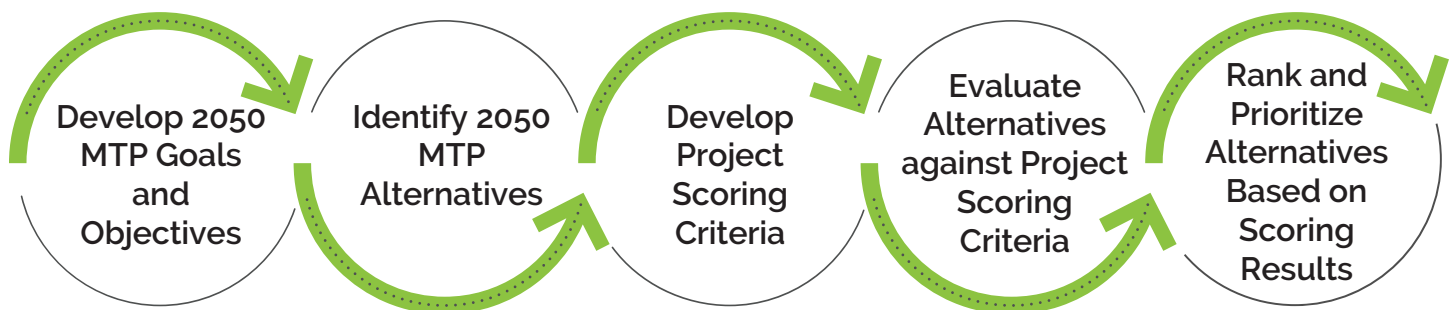 Develop 2050
MTP Goals
and
Objectives
Identify 2050
MTP
Alternatives
Develop
Project
Scoring
Criteria
Evaluate
Alternatives
against Project
Scoring
Criteria
Rank and
Prioritize
Alternatives
Based on
Scoring
Results